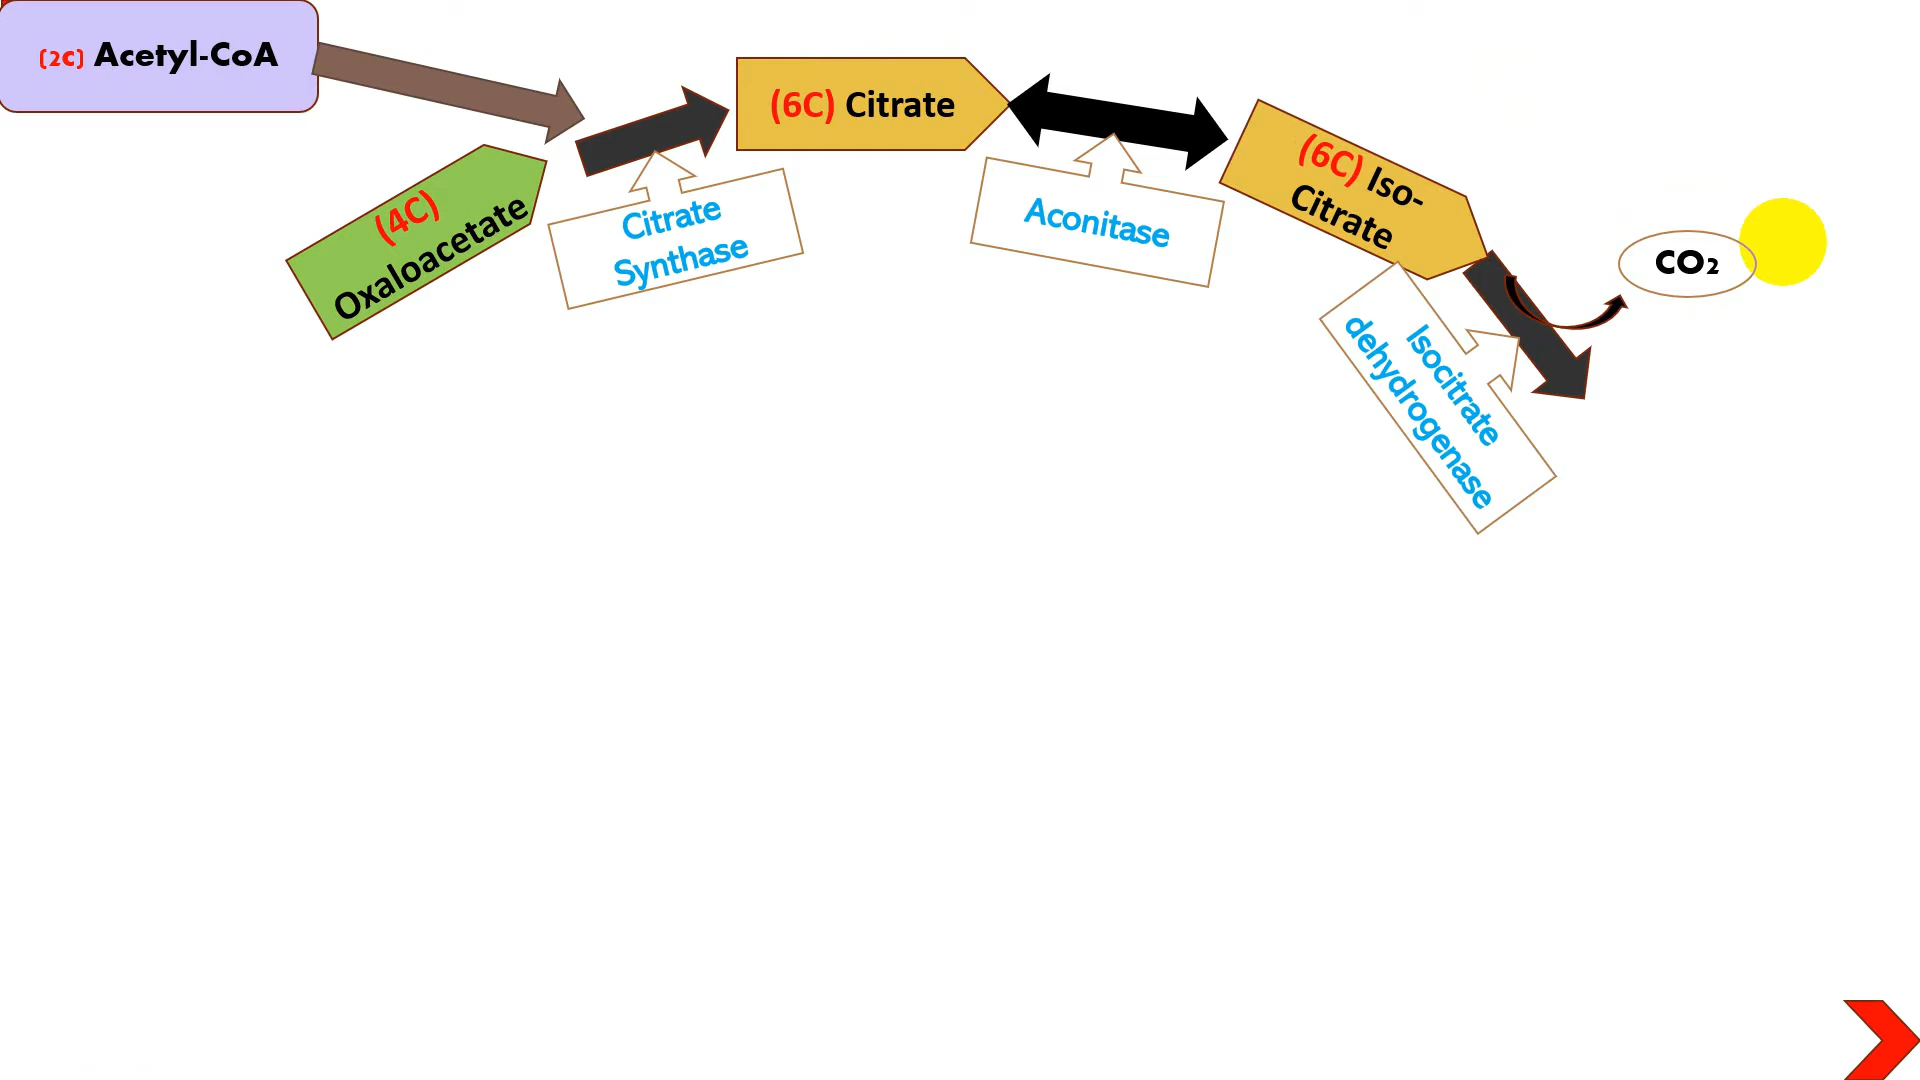 (2C) Acetyl-CoA
(4C)
Oxaloacetate
Citrate
Synthase
(6C) Citrate
Aconitase
(6C) Iso-
Citrate
Isocitrate
dehydrogenase
CO₂